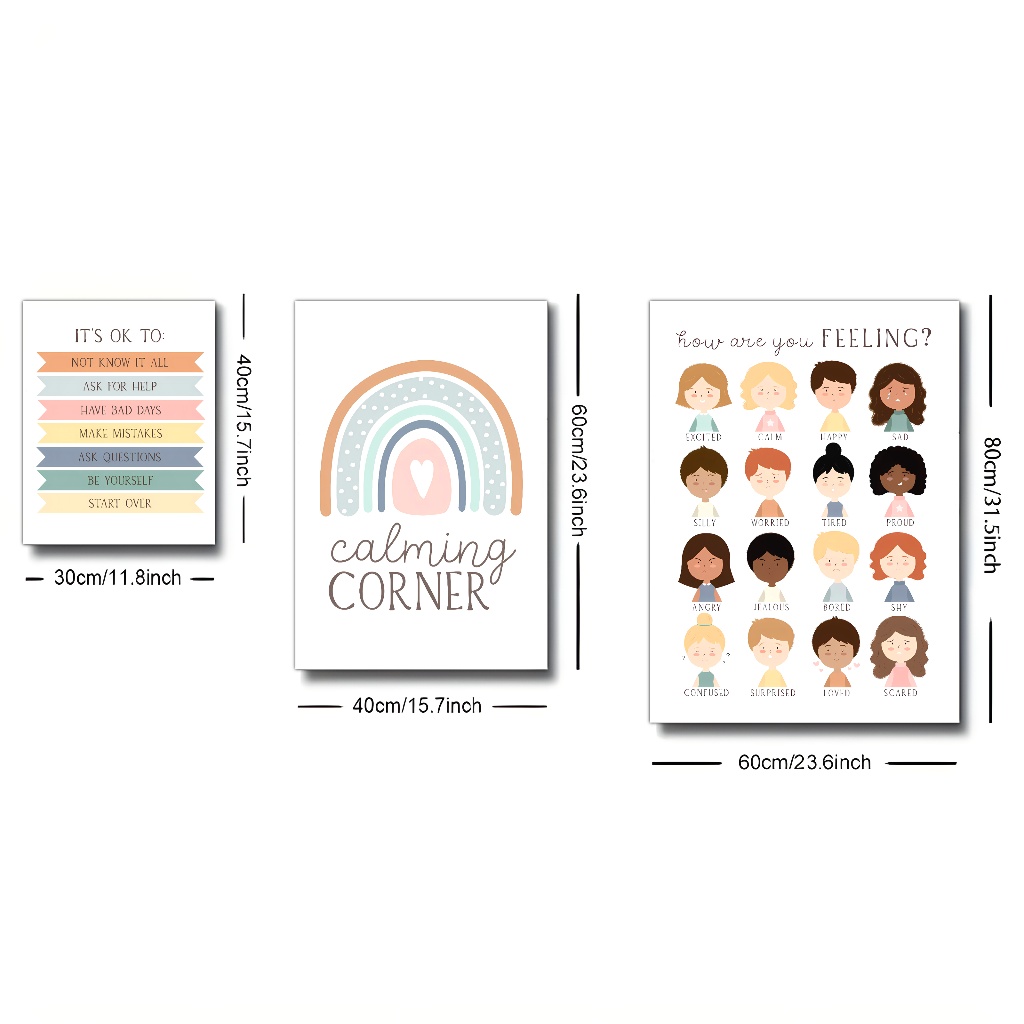 IT'S OK TO:
NOT KNOW IT ALL
ASK FOR HELP
HAVE BAD DAYS
MAKE MISTAKES
ASK QUESTIONS
BE YOURSELF
START OVER
40cm/15.7inch
30cm/11.8inch
calming
CORNER
60cm/23.6inch
40cm/15.7inch
how are you FEELING?
EXCITED CALM HAPPY SAD
SILLY WORRIED TIRED PROUD
ANGRY JEALOUS BORED SHY
? ?
CONFUSED SURPRISED LOVED SCARED
80cm/31.5inch
60cm/23.6inch